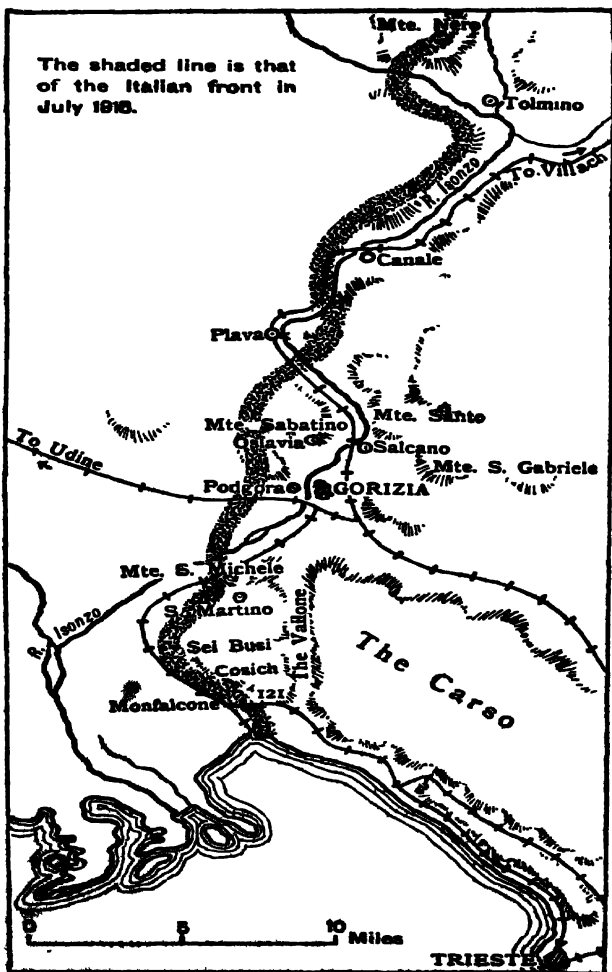 Mte. Nero
The shaded line is that
of the Italian front in
July 1916.
Tolmino
To Villach
R. Isonzo
Canale
Plava
Mte. Sabatino
Mte. Santo
Oslavia
Salcano
To Udine
Mte. S. Gabriele
Podgora
GORIZIA
Mte. S. Michele
S. Martino
R. Isonzo
Sei Busi
The Vallone
The Carso
Cosich
121
Monfalcone
0 5 10 Miles
TRIESTE